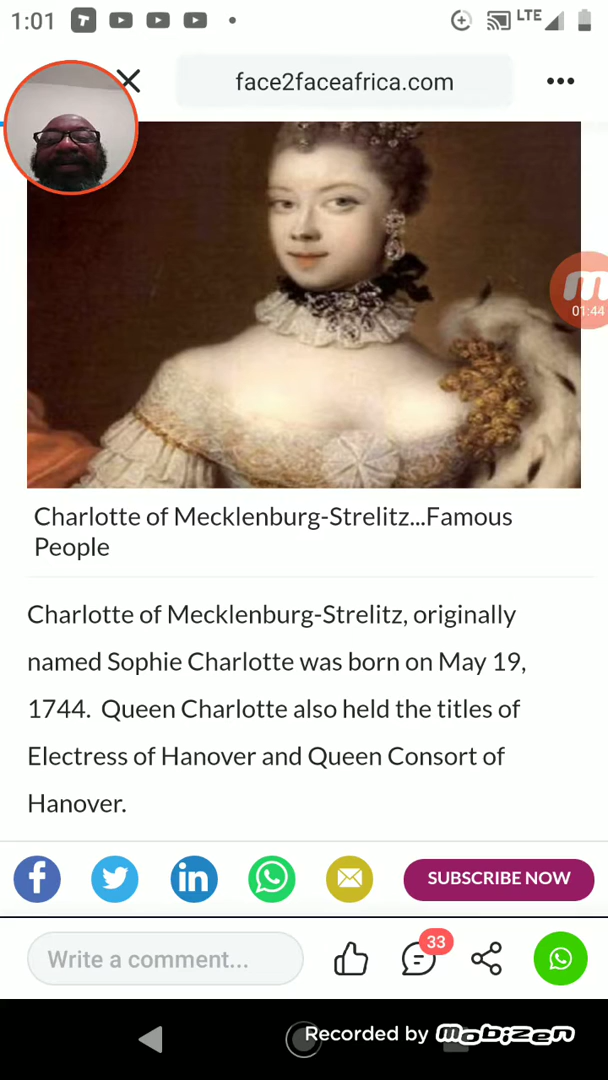 1:01
LTE
face2faceafrica.com
01:44
Charlotte of Mecklenburg-Strelitz...Famous
People
Charlotte of Mecklenburg-Strelitz, originally
named Sophie Charlotte was born on May 19,
1744.  Queen Charlotte also held the titles of
Electress of Hanover and Queen Consort of
Hanover.
SUBSCRIBE NOW
Write a comment...
33
Recorded by mobizen